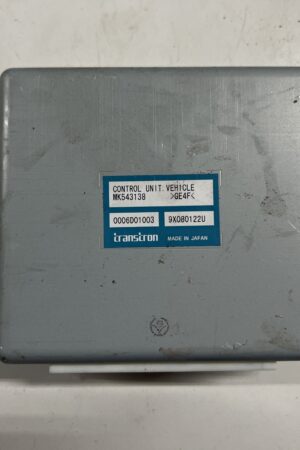 CONTROL UNIT.VEHICLE
MK543138 >GE4F<
0006D01003 9X080122U
transtron MADE IN JAPAN